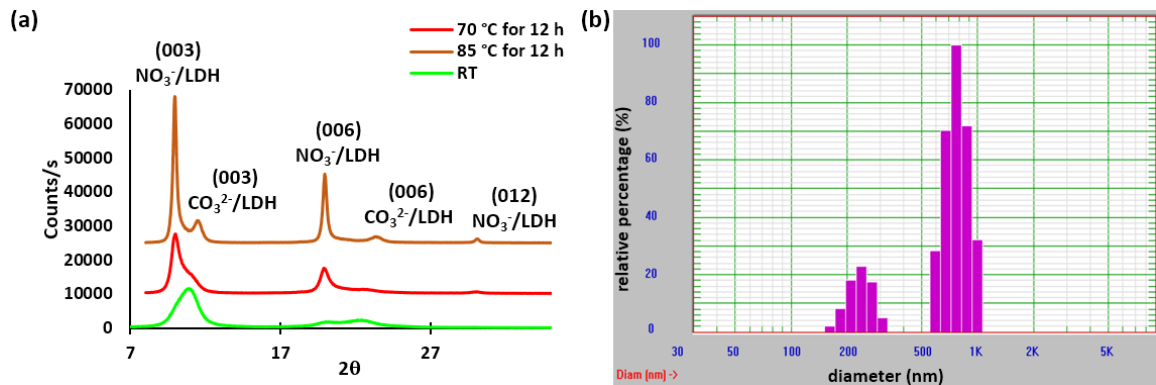 (a)
70 °C for 12 h
85 °C for 12 h
RT
(003)
NO₃⁻/LDH
(003)
CO₃²⁻/LDH
(006)
NO₃⁻/LDH
(006)
CO₃²⁻/LDH
(012)
NO₃⁻/LDH
Counts/s
70000
60000
50000
40000
30000
20000
10000
0
7 17 27
2θ
(b)
relative percentage (%)
100
80
60
40
20
0
30 50 100 200 500 1K 2K 5K
Diam (nm) ->
diameter (nm)